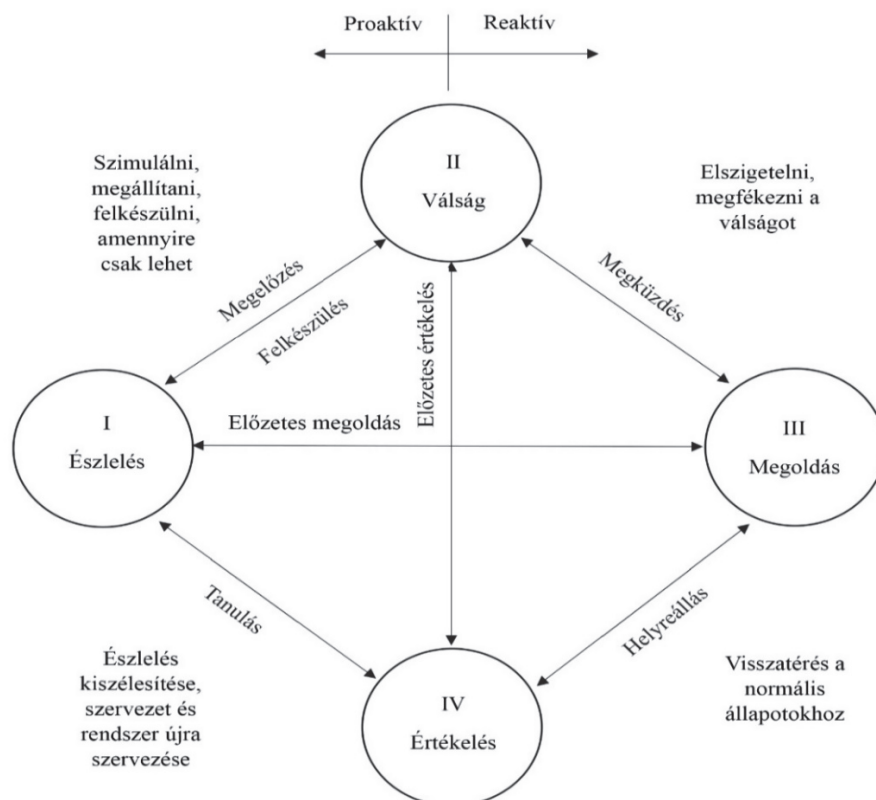 Proaktív
Reaktív
II
Válság
Szimulálni,
megállítani,
felkészülni,
amennyire
csak lehet
Elszigetelni,
megfékezni a
válságot
Megelőzés
Felkészülés
Előzetes értékelés
Megküzdés
I
Észlelés
Előzetes megoldás
III
Megoldás
Tanulás
Helyreállás
Észlelés
kiszélesítése,
szervezet és
rendszer újra
szervezése
IV
Értékelés
Visszatérés a
normális
állapotokhoz